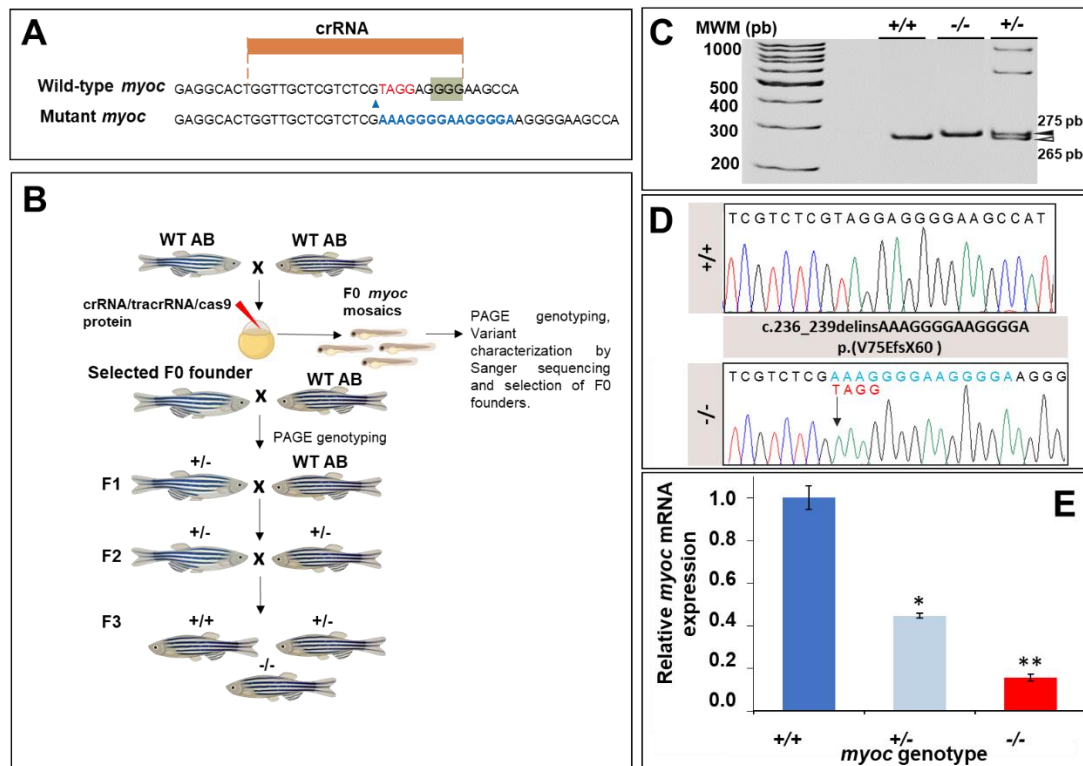 A
crRNA
Wild-type myoc GAGGCACTGGTTGCTCGTCTCGTAGGAGGGGAAGCCA
Mutant myoc GAGGCACTGGTTGCTCGTCTCGAAAGGGGAAGGGGAAGGGGAAGCCA
B
WT AB
WT AB
X
crRNA/tracrRNA/cas9
protein
F0 myoc
mosaics
PAGE genotyping,
Variant
characterization by
Sanger sequencing
and selection of F0
founders.
Selected F0 founder
WT AB
X
PAGE genotyping
F1
+/-
WT AB
X
F2
+/-
+/-
X
F3
+/+
+/-
-/-
C
MWM (pb)
+/+
-/-
+/-
1000
500
400
300
200
275 pb
265 pb
D
+/+
TCGTCTCGTAGGAGGGGAAGCCAT
c.236_239delinsAAAGGGGAAGGGGA
p.(V75EfsX60 )
-/-
TCGTCTCGAAAGGGGAAGGGGAAGGG
TAGG
E
Relative myoc mRNA
expression
1.0
0.8
0.6
0.4
0.2
0.0
*
**
+/+
+/-
-/-
myoc genotype